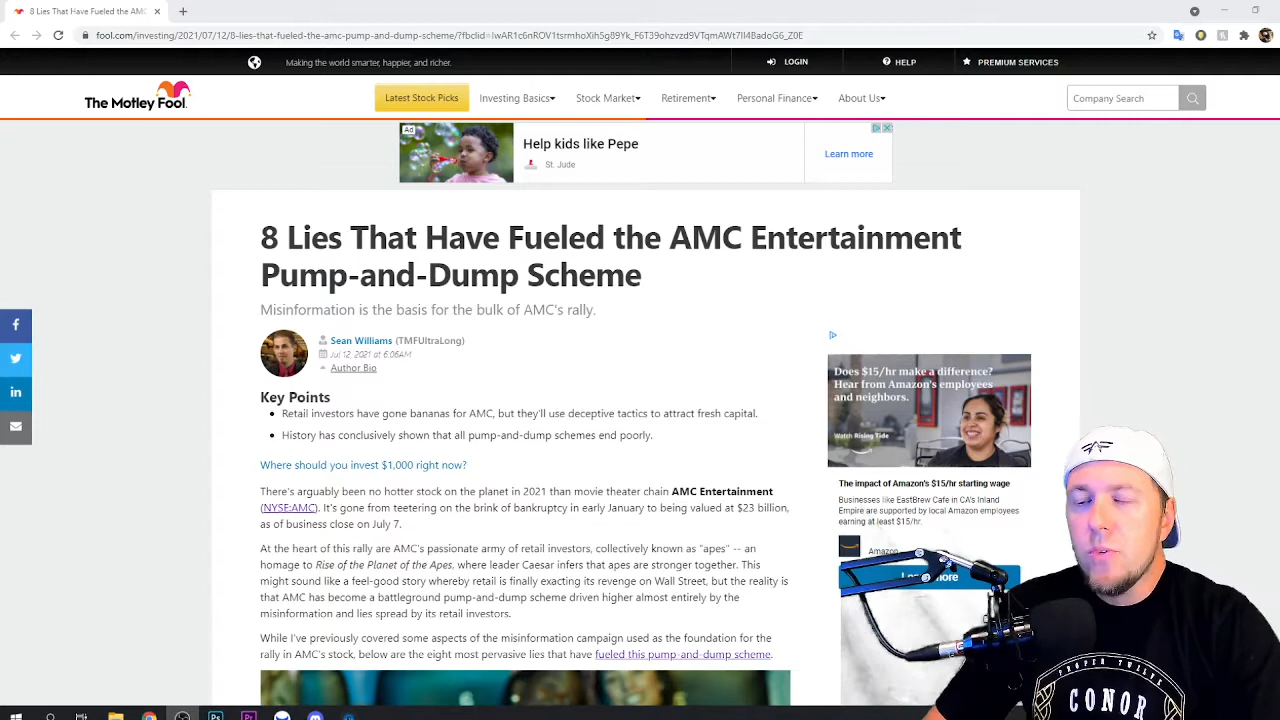 8 Lies That Have Fueled the AMC
fool.com/investing/2021/07/12/8-lies-that-fueled-the-amc-pump-and-dump-scheme/?fbclid=IwAR1c6nROV1tsrmhoXih5g89Yk_F6T39ohzvzd9VTqmAWt7lI4BadoG6_Z0E
Making the world smarter, happier, and richer.
LOGIN
HELP
PREMIUM SERVICES
The Motley Fool.
Latest Stock Picks
Investing Basics
Stock Market
Retirement
Personal Finance
About Us
Company Search
Ad
Help kids like Pepe
St. Jude
Learn more
8 Lies That Have Fueled the AMC Entertainment
Pump-and-Dump Scheme
Misinformation is the basis for the bulk of AMC's rally.
Sean Williams (TMFUltraLong)
Jul 12, 2021 at 6:06AM
Author Bio
Key Points
Retail investors have gone bananas for AMC, but they'll use deceptive tactics to attract fresh capital.
History has conclusively shown that all pump-and-dump schemes end poorly.
Where should you invest $1,000 right now?
There's arguably been no hotter stock on the planet in 2021 than movie theater chain AMC Entertainment
(NYSE:AMC). It's gone from teetering on the brink of bankruptcy in early January to being valued at $23 billion,
as of business close on July 7.
At the heart of this rally are AMC's passionate army of retail investors, collectively known as "apes" -- an
homage to Rise of the Planet of the Apes, where leader Caesar infers that apes are stronger together. This
might sound like a feel-good story whereby retail is finally exacting its revenge on Wall Street, but the reality is
that AMC has become a battleground pump-and-dump scheme driven higher almost entirely by the
misinformation and lies spread by its retail investors.
While I've previously covered some aspects of the misinformation campaign used as the foundation for the
rally in AMC's stock, below are the eight most pervasive lies that have fueled this pump-and-dump scheme.
Does $15/hr make a difference?
Hear from Amazon's employees
and neighbors.
Watch Rising Tide
The impact of Amazon's $15/hr starting wage
Businesses like EastBrew Cafe in CA's Inland
Empire are supported by local Amazon employees
earning at least $15/hr.
Amazon
PROPER TWELVE
CONOR